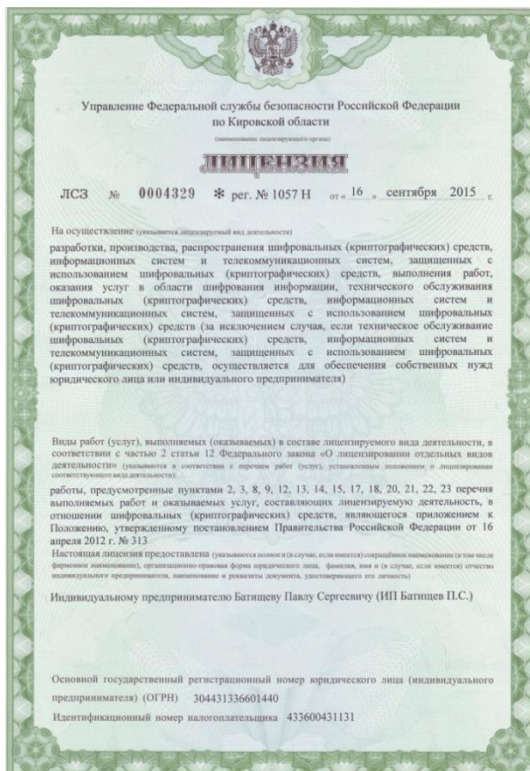 Управление Федеральной службы безопасности Российской Федерации
по Кировской области
(наименование лицензирующего органа)
ЛИЦЕНЗИЯ
ЛСЗ № 0004329 * рег. № 1057 Н от « 16 » сентября 2015 г.
На осуществление (указывается лицензируемый вид деятельности)
разработки, производства, распространения шифровальных (криптографических) средств,
информационных систем и телекоммуникационных систем, защищенных с
использованием шифровальных (криптографических) средств, выполнения работ,
оказания услуг в области шифрования информации, технического обслуживания
шифровальных (криптографических) средств, информационных систем и
телекоммуникационных систем, защищенных с использованием шифровальных
(криптографических) средств (за исключением случая, если техническое обслуживание
шифровальных (криптографических) средств, информационных систем и
телекоммуникационных систем, защищенных с использованием шифровальных
(криптографических) средств, осуществляется для обеспечения собственных нужд
юридического лица или индивидуального предпринимателя)
Виды работ (услуг), выполняемых (оказываемых) в составе лицензируемого вида деятельности, в
соответствии с частью 2 статьи 12 Федерального закона «О лицензировании отдельных видов
деятельности» (указываются в соответствии с перечнем работ (услуг), установленным положением о лицензировании
соответствующего вида деятельности):
работы, предусмотренные пунктами 2, 3, 8, 9, 12, 13, 14, 15, 17, 18, 20, 21, 22, 23 перечня
выполняемых работ и оказываемых услуг, составляющих лицензируемую деятельность, в
отношении шифровальных (криптографических) средств, являющегося приложением к
Положению, утвержденному постановлением Правительства Российской Федерации от 16
апреля 2012 г. № 313
Настоящая лицензия предоставлена (указываются полное и (в случае, если имеется) сокращённое наименование (в том числе
фирменное наименование), организационно-правовая форма юридического лица, фамилия, имя и (в случае, если имеется) отчество
индивидуального предпринимателя, наименование и реквизиты документа, удостоверяющего его личность)
Индивидуальному предпринимателю Батищеву Павлу Сергеевичу (ИП Батищев П.С.)
Основной государственный регистрационный номер юридического лица (индивидуального
предпринимателя) (ОГРН) 304431336601440
Идентификационный номер налогоплательщика 433600431131